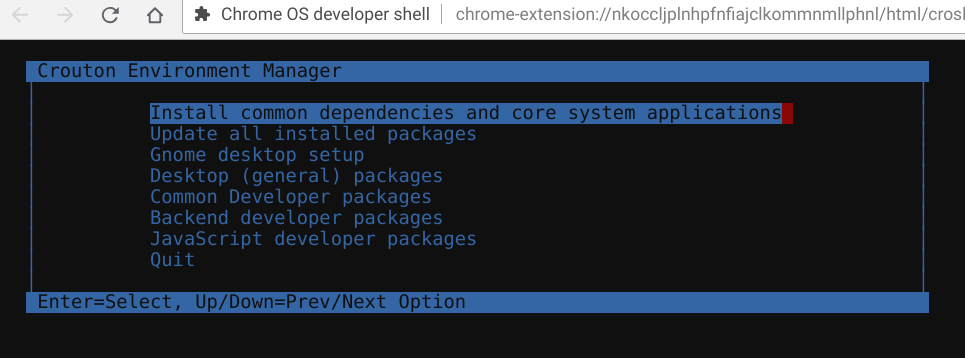 Chrome OS developer shell
chrome-extension://nkoccljplnhpfnfiajclkommnmllphnl/html/crosl
Crouton Environment Manager
Install common dependencies and core system applications
Update all installed packages
Gnome desktop setup
Desktop (general) packages
Common Developer packages
Backend developer packages
JavaScript developer packages
Quit
Enter=Select, Up/Down=Prev/Next Option